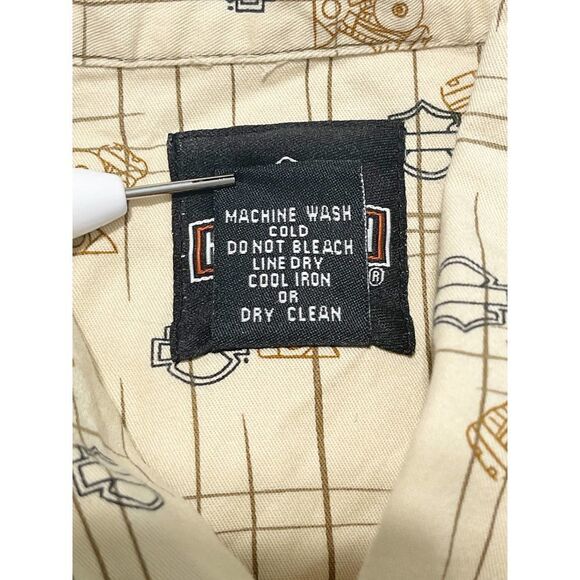 MACHINE WASH
COLD
DO NOT BLEACH
LINE DRY
COOL IRON
OR
DRY CLEAN
®